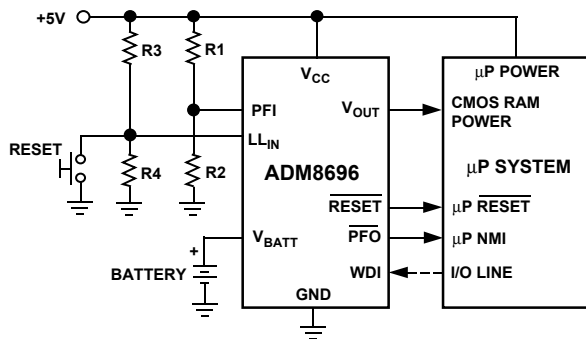 +5V
R3
R1
VCC
µP POWER
PFI
VOUT
CMOS RAM
POWER
LLIN
RESET
R4
R2
ADM8696
µP SYSTEM
RESET
µP RESET
VBATT
PFO
µP NMI
+
BATTERY
WDI
I/O LINE
GND